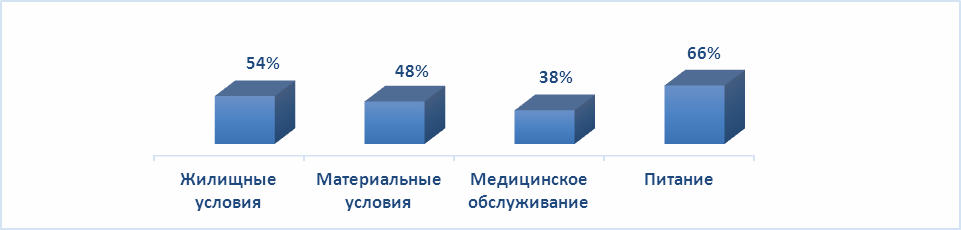 54%
48%
38%
66%
Жилищные
условия
Материальные
условия
Медицинское
обслуживание
Питание